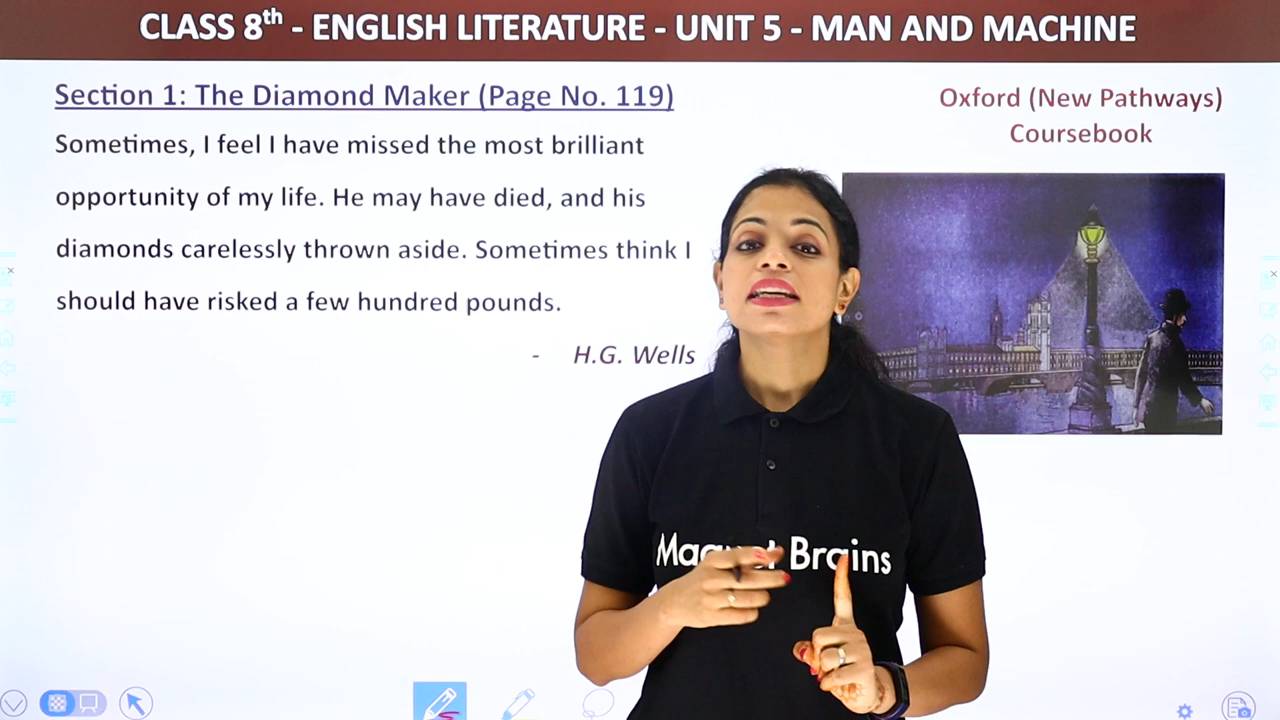 CLASS 8th - ENGLISH LITERATURE - UNIT 5 - MAN AND MACHINE
Section 1: The Diamond Maker (Page No. 119)
Oxford (New Pathways)
Coursebook
Sometimes, I feel I have missed the most brilliant
opportunity of my life. He may have died, and his
diamonds carelessly thrown aside. Sometimes think I
should have risked a few hundred pounds.
- H.G. Wells
Brains